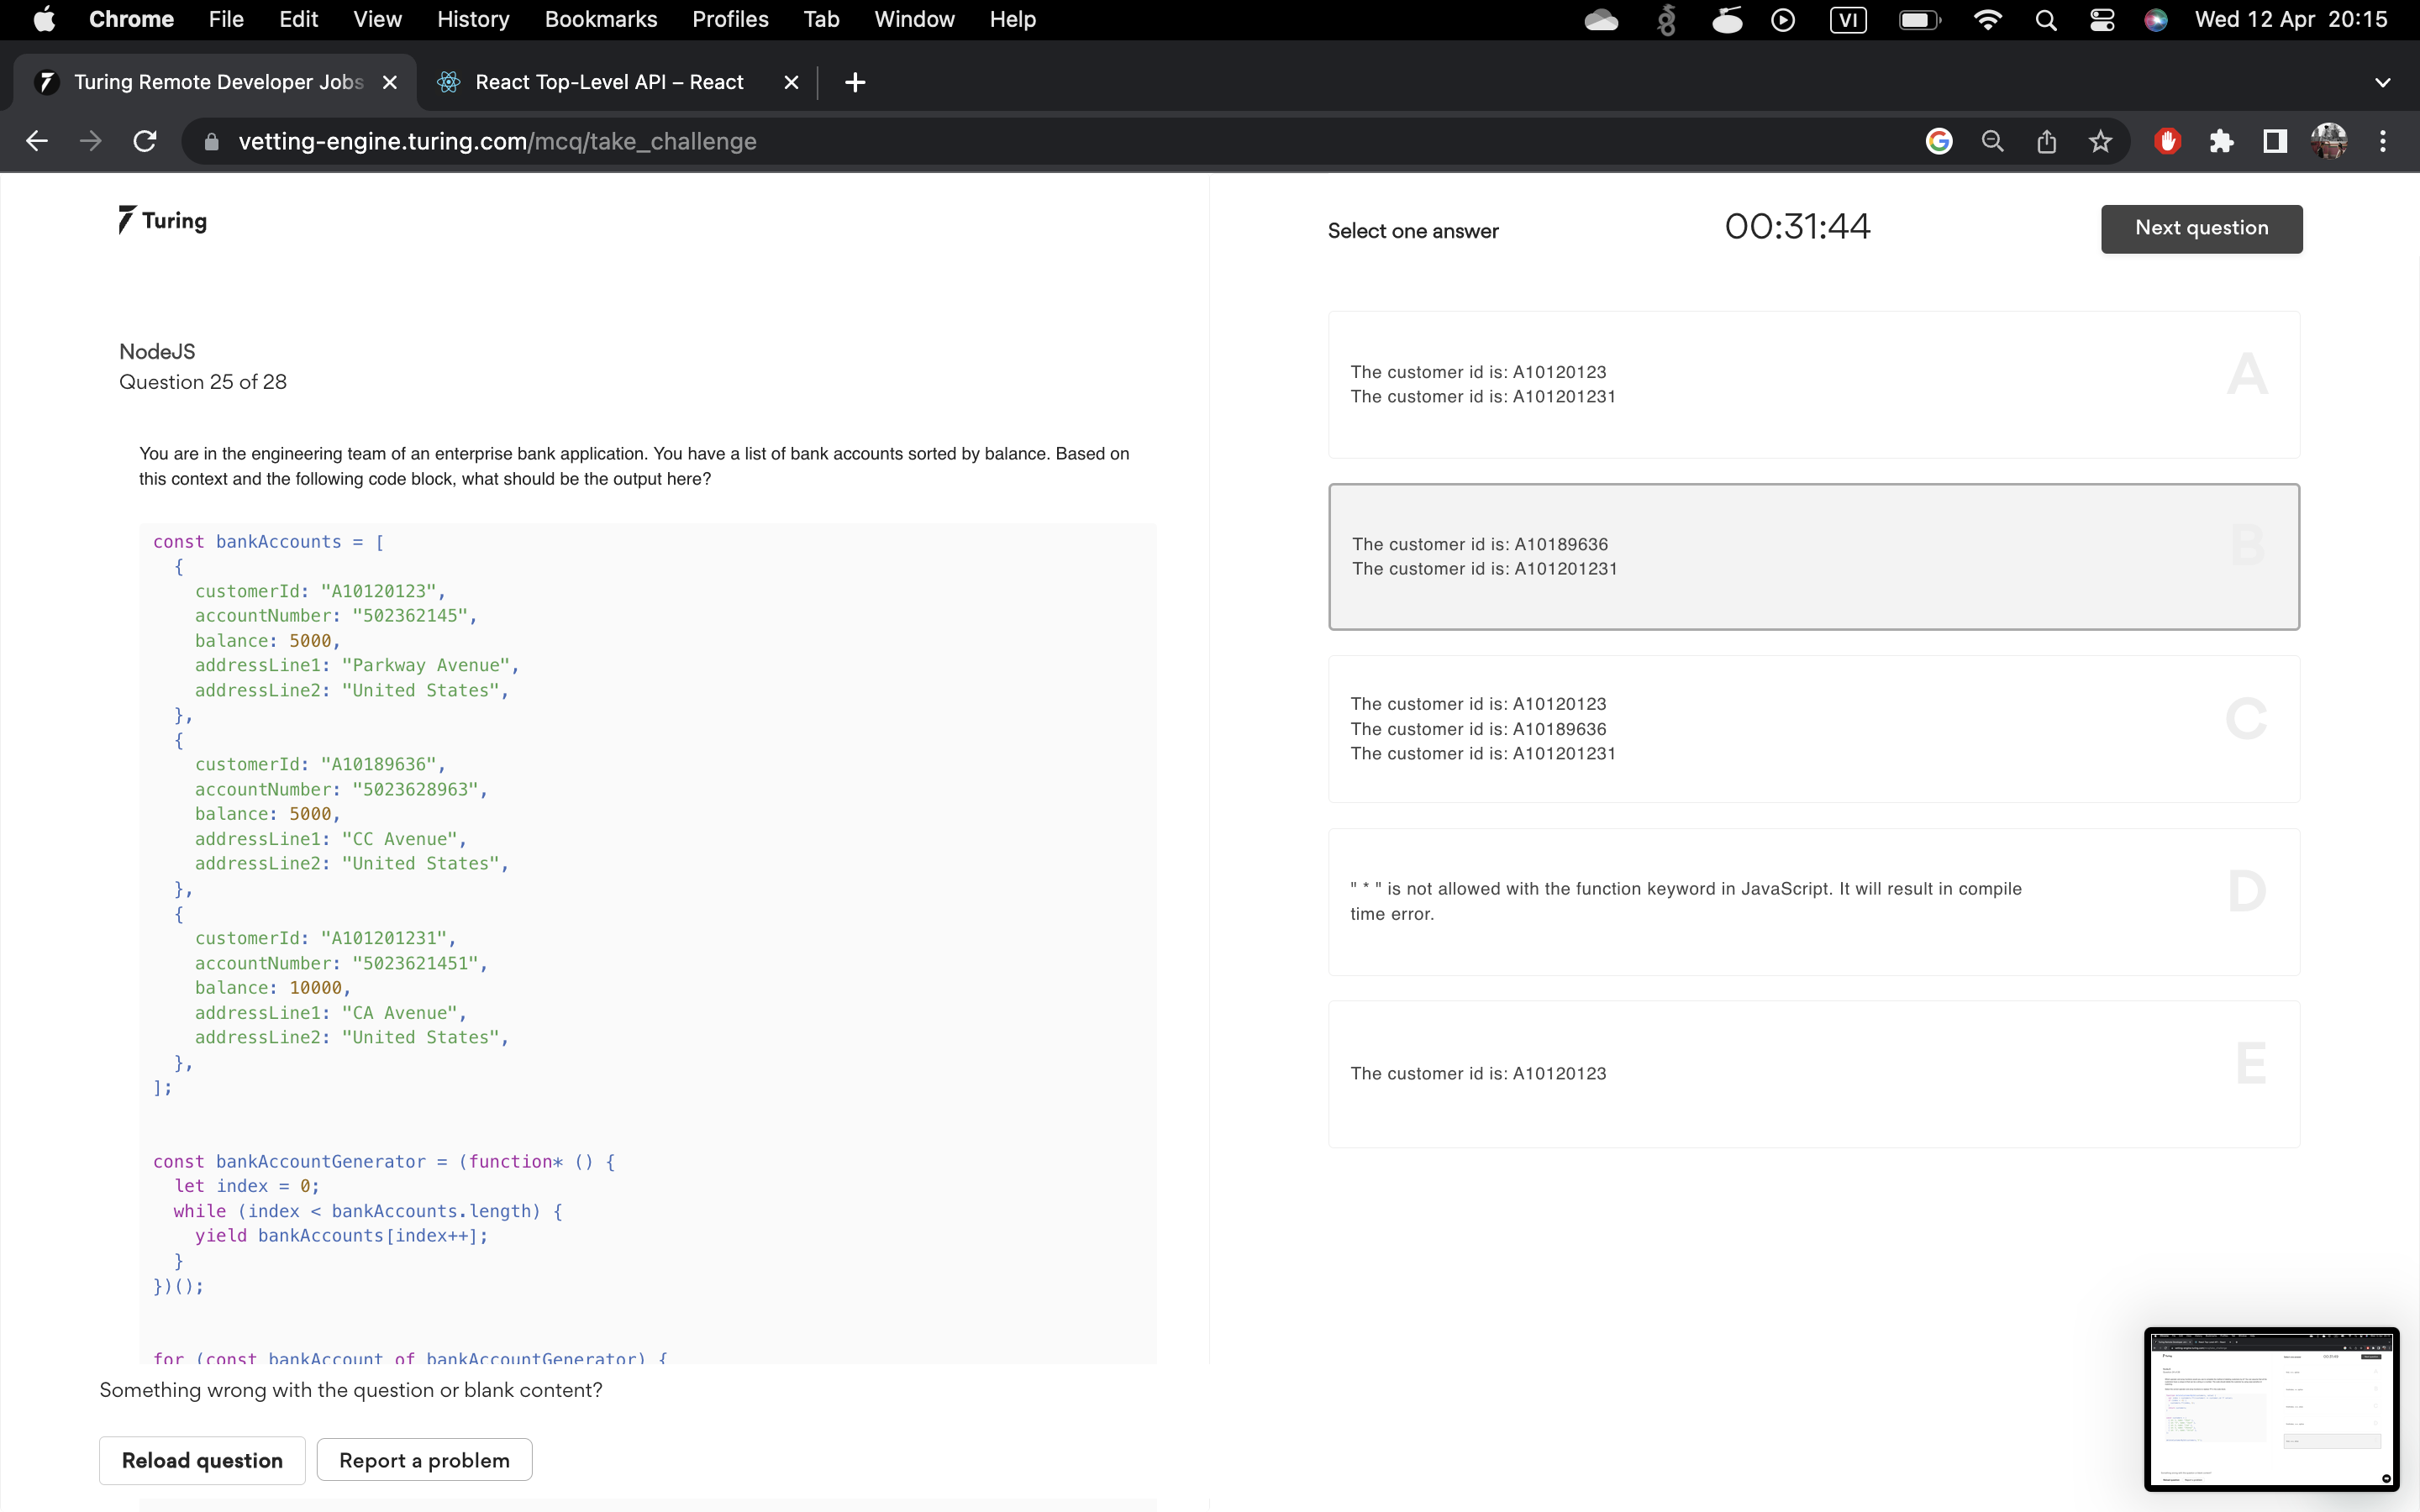 Chrome File Edit View History Bookmarks Profiles Tab Window Help VI Wed 12 Apr 20:15
Turing Remote Developer Jobs React Top-Level API – React
vetting-engine.turing.com/mcq/take_challenge
Turing
NodeJS
Question 25 of 28
You are in the engineering team of an enterprise bank application. You have a list of bank accounts sorted by balance. Based on
this context and the following code block, what should be the output here?
const bankAccounts = [
  {
    customerId: "A10120123",
    accountNumber: "502362145",
    balance: 5000,
    addressLine1: "Parkway Avenue",
    addressLine2: "United States",
  },
  {
    customerId: "A10189636",
    accountNumber: "5023628963",
    balance: 5000,
    addressLine1: "CC Avenue",
    addressLine2: "United States",
  },
  {
    customerId: "A101201231",
    accountNumber: "5023621451",
    balance: 10000,
    addressLine1: "CA Avenue",
    addressLine2: "United States",
  },
];
const bankAccountGenerator = (function* () {
  let index = 0;
  while (index < bankAccounts.length) {
    yield bankAccounts[index++];
  }
})();
for (const bankAccount of bankAccountGenerator) {
Something wrong with the question or blank content?
Reload question Report a problem
Select one answer 00:31:44 Next question
The customer id is: A10120123
The customer id is: A101201231
A
The customer id is: A10189636
The customer id is: A101201231
B
The customer id is: A10120123
The customer id is: A10189636
The customer id is: A101201231
C
" * " is not allowed with the function keyword in JavaScript. It will result in compile
time error.
D
The customer id is: A10120123
E